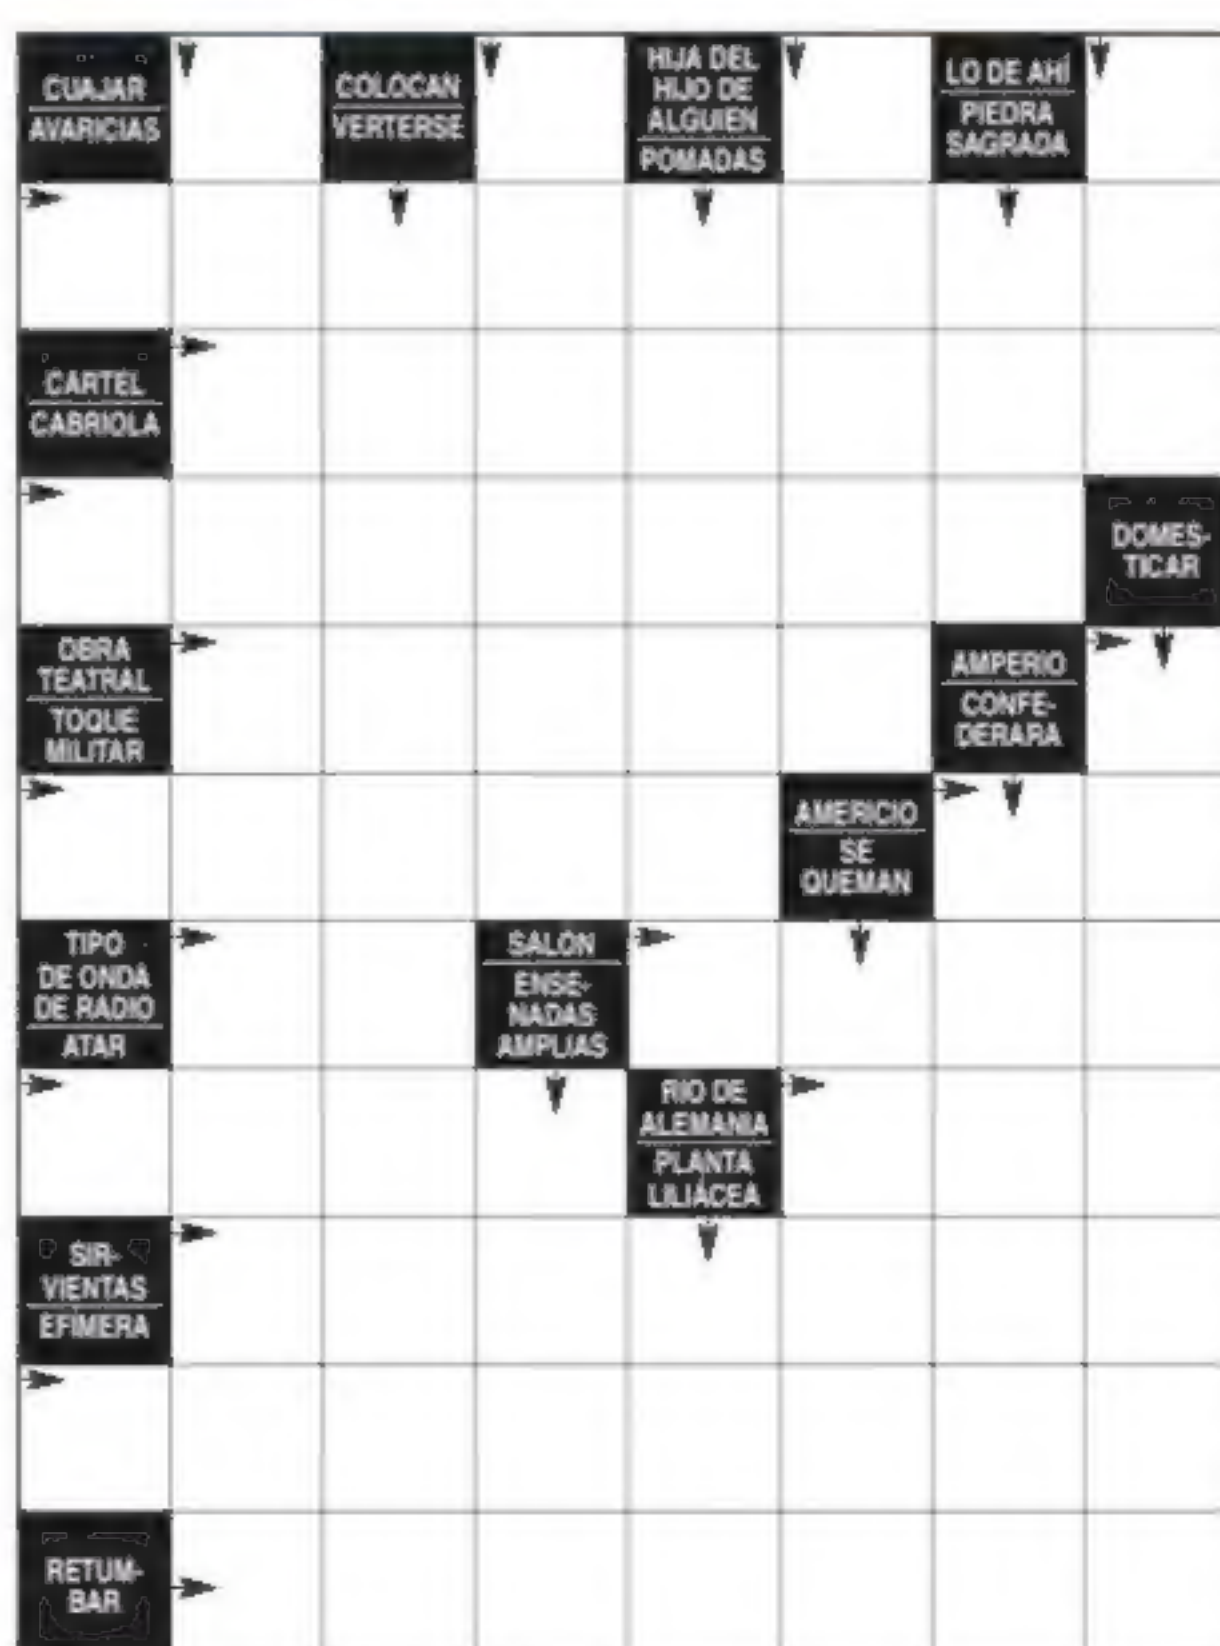 CUAJAR
AVARICIAS
COLOCAN
VERTERSE
HIJA DEL
HIJO DE
ALGUIEN
POMADAS
LO DE AHÍ
PIEDRA
SAGRADA
CARTEL
CABRIOLA
DOMES-
TICAR
OBRA
TEATRAL
TOQUE
MILITAR
AMPERIO
CONFE-
DERARA
AMERICIO
SE
QUEMAN
TIPO
DE ONDA
DE RADIO
ATAR
SALÓN
ENSE-
NADAS
AMPLIAS
RIO DE
ALEMANIA
PLANTA
LILIÁCEA
SIR-
VIENTAS
EFÍMERA
RETUM-
BAR